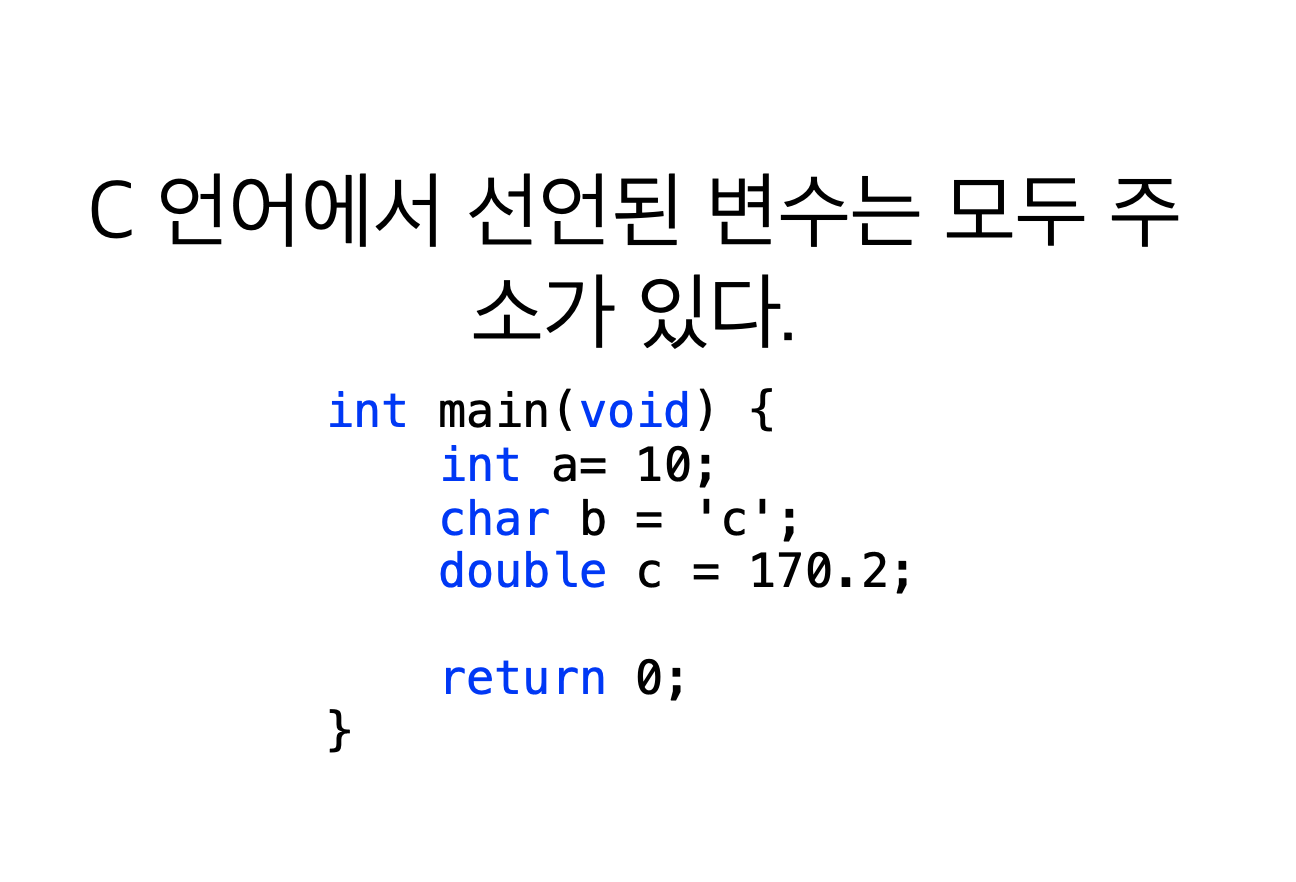 C 언어에서 선언된 변수는 모두 주
소가 있다.
int main(void) {
    int a= 10;
    char b = 'c';
    double c = 170.2;

    return 0;
}